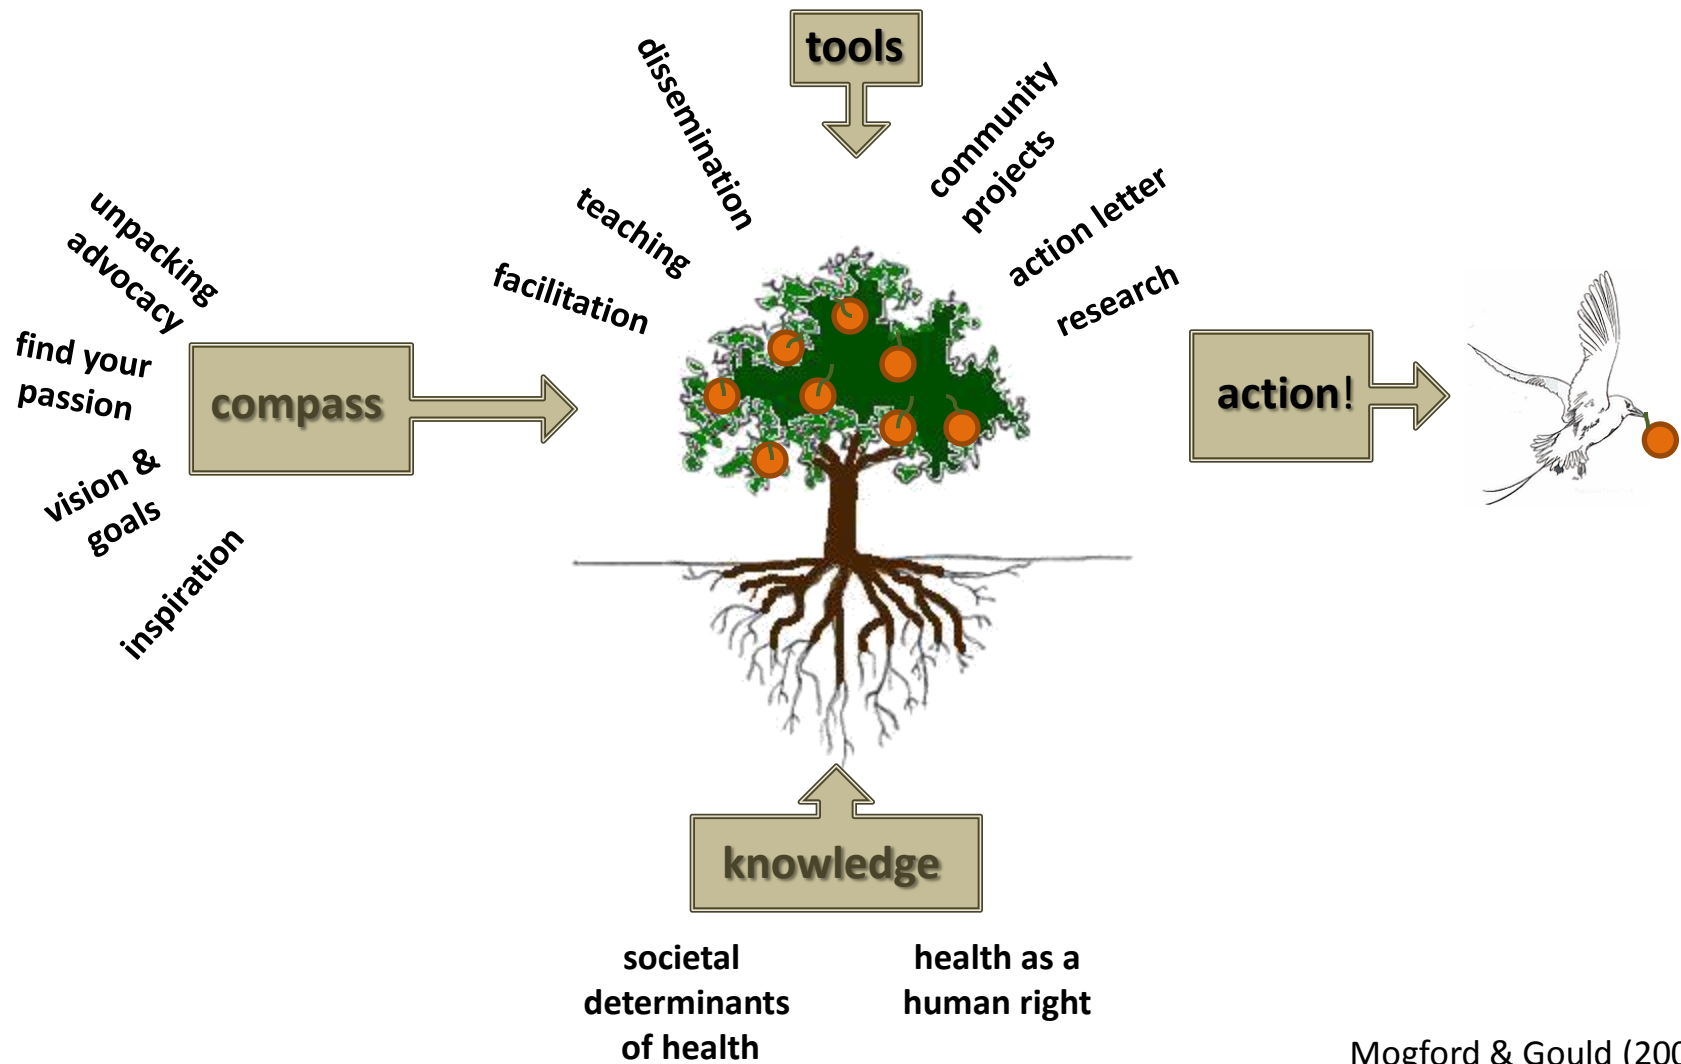 tools
dissemination
teaching
facilitation
community
projects
action letter
research
unpacking
advocacy
find your
passion
vision &
goals
inspiration
compass
action!
knowledge
societal
determinants
of health
health as a
human right
Mogford & Gould (200